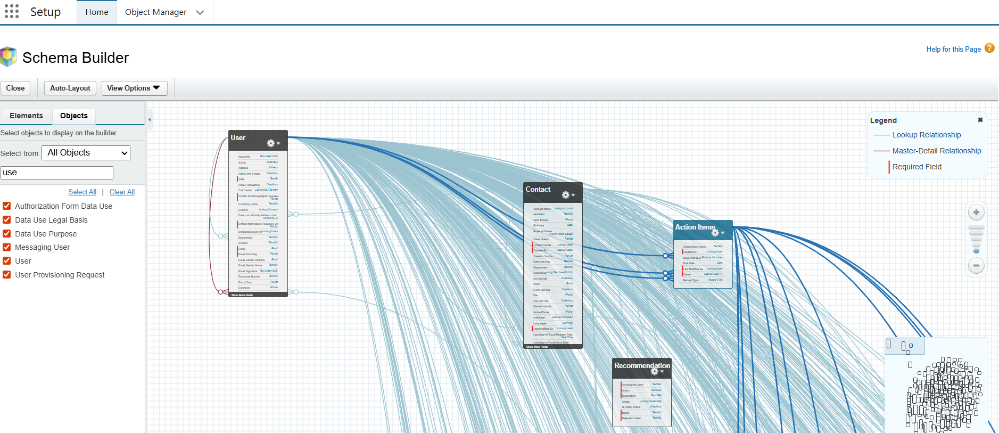 Setup
Home
Object Manager
Schema Builder
Help for this Page
?
Close
Auto-Layout
View Options
Elements
Objects
Select objects to display on the builder.
Select from
All Objects
use
Select All | Clear All
Authorization Form Data Use
Data Use Legal Basis
Data Use Purpose
Messaging User
User
User Provisioning Request
User
About Me Text Area(1000)
Active Checkbox
Address Address
Admin Info Emails Checkbox
Alias Text(8)
Allow Forecasting Checkbox
Call Center Lookup(Call Center)
Chatter Email Highlights Frequency
Picklist
Company Name Text(80)
Contact Lookup(Contact)
Data.com Monthly Addition Limit
Number(9, 0)
Default Notification Frequency wh
Picklist
Delegated Approver Lookup(User~
Department Text(80)
Division Text(80)
Email Email
Email Encoding Picklist
Email Sender Address Email
Email Sender Name Text(80)
Email Signature Text Area(1333)
Employee Number Text(20)
End of Day Picklist
Extension Phone
Show More Fields
Contact
Account Name Lookup(Account)
Assistant Text(40)
Asst. Phone Phone
Birthdate Date
Buyer Attributes
Picklist (Multi-Select)
Clean Status Picklist
Contact Owner Lookup(User)
Created By Lookup(User)
Creation Source Picklist
Data.com Key Text(20)
Department Text(80)
Description Long Text Area(32000)
Do Not Call Checkbox
Email Email
Email Opt Out Checkbox
Fax Phone
Fax Opt Out Checkbox
Gender Identity Picklist
Home Phone Phone
Individual Lookup(Individual)
Languages Text(100)
Last Modified By Lookup(User)
Last Stay-in-Touch Request Date
Date/Time
Last Stay-in-Touch Save Date
Show More Fields
Action Items
Action Items Name Text(80)
Created By Lookup(User)
Days Until Due Formula (Number)
Due Date Date
Last Modified By Lookup(User)
Owner Lookup(User+1)
Record Type Record Type
Recommendation
Acceptance Label Text(80)
Action Text(255)
Description Text(255)
Image Lookup(Asset File)
Is Action Active Checkbox
Name Text(80)
Rejection Label Text(80)
Legend
Lookup Relationship
Master-Detail Relationship
Required Field